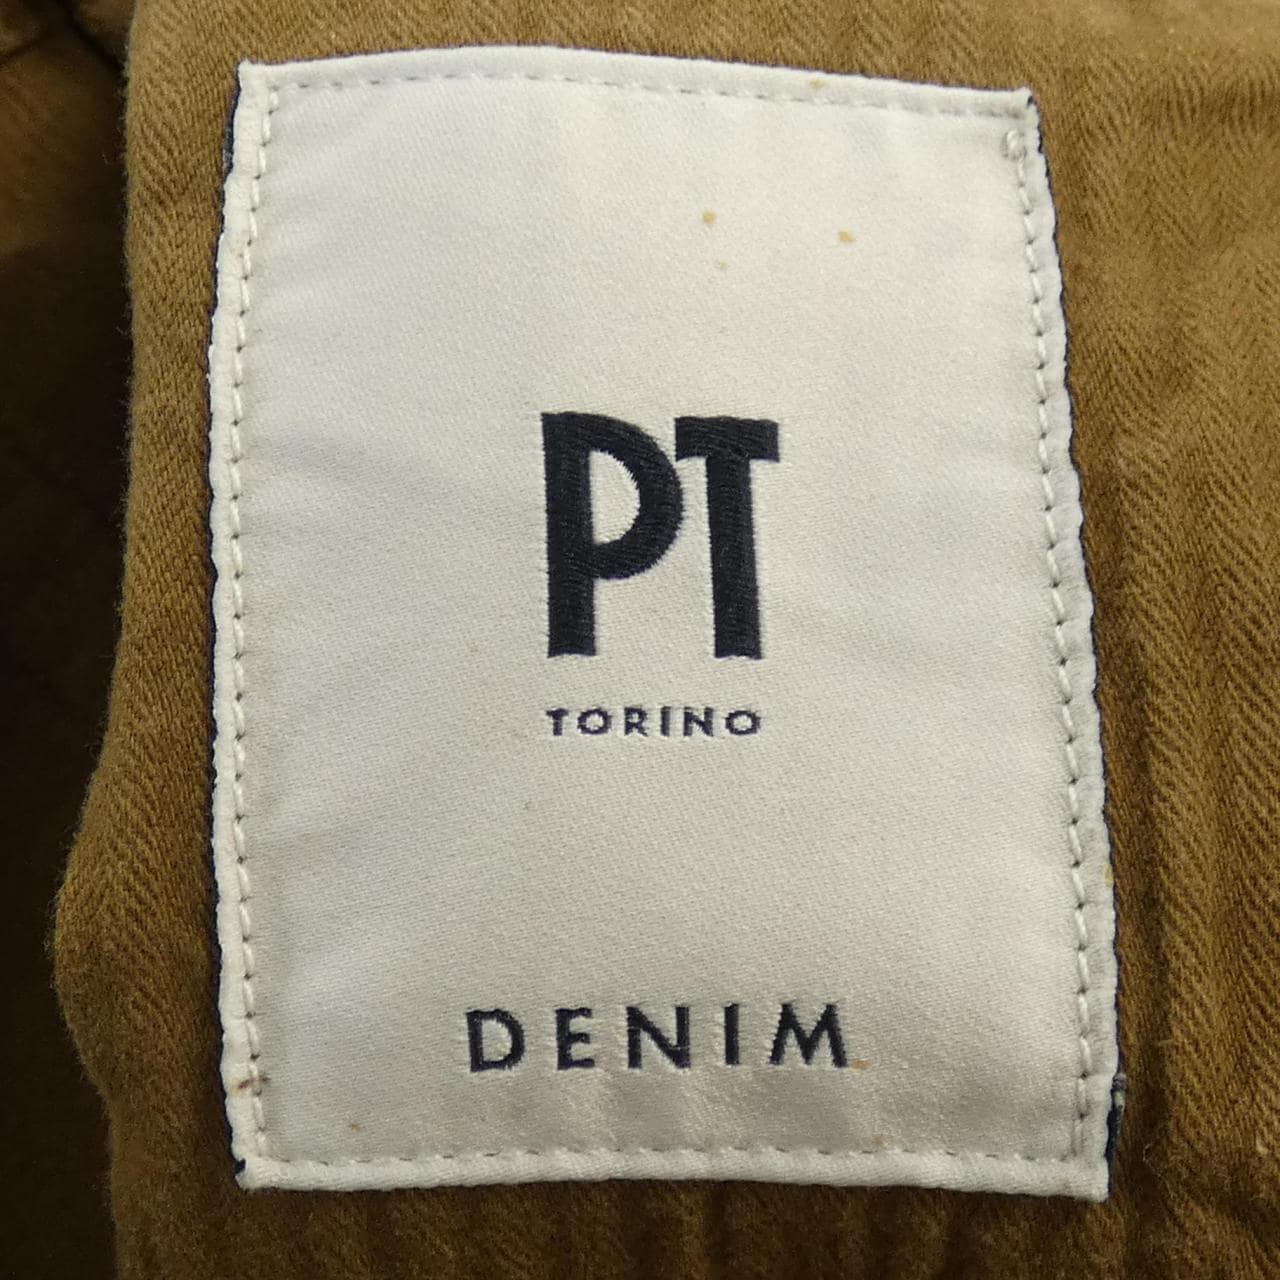 PT
TORINO
DENIM